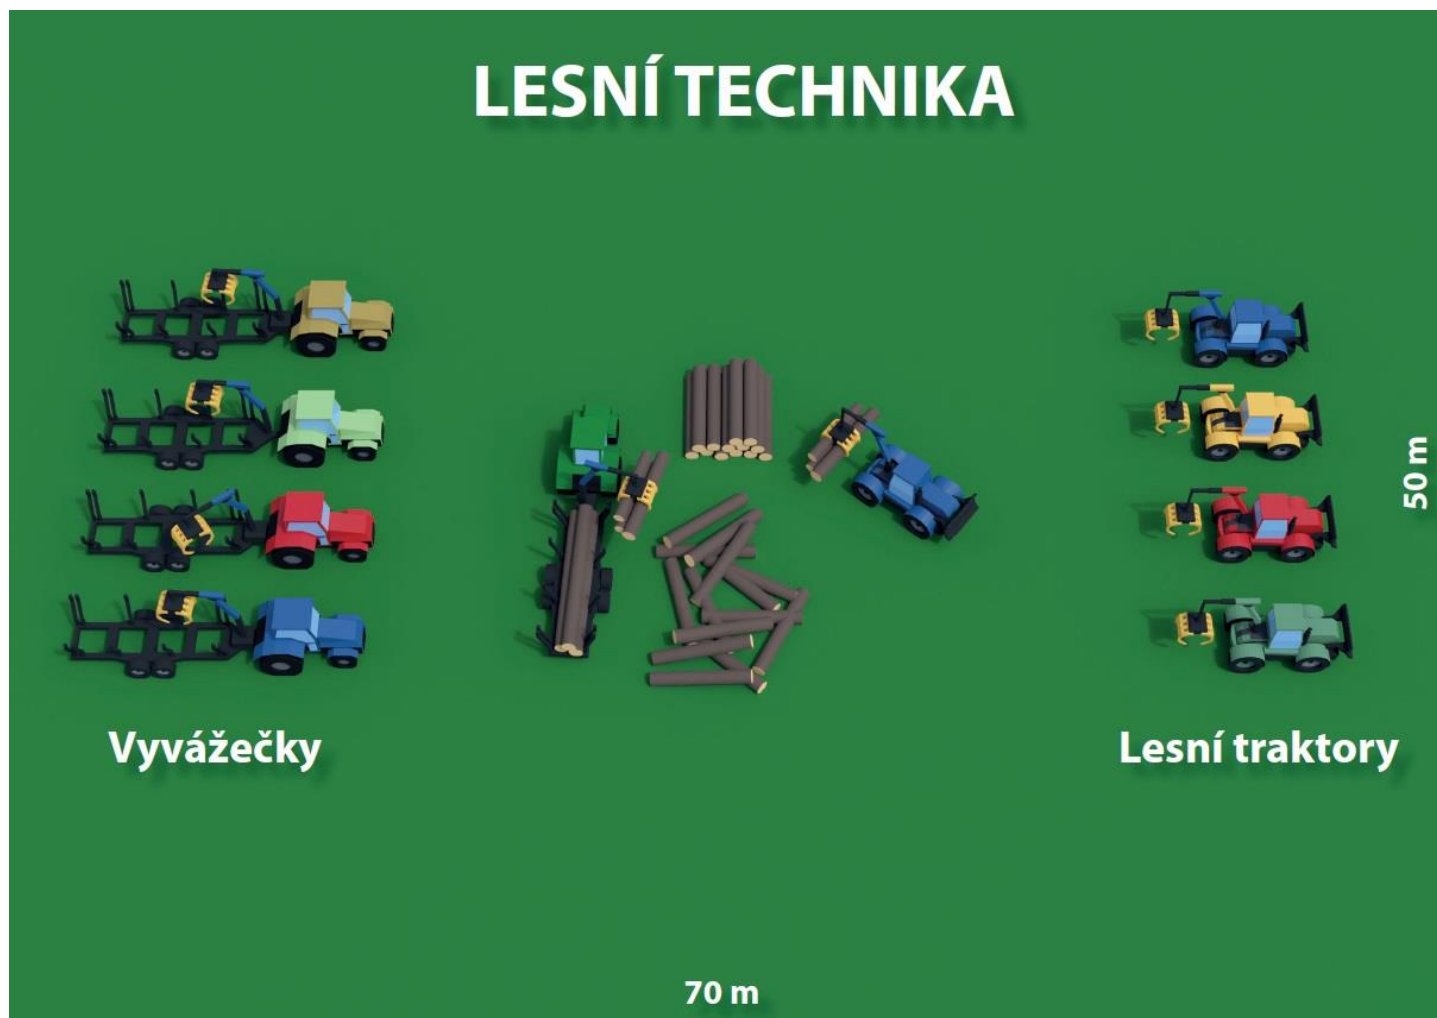 LESNÍ TECHNIKA
50 m
Vyvážečky
Lesní traktory
70 m